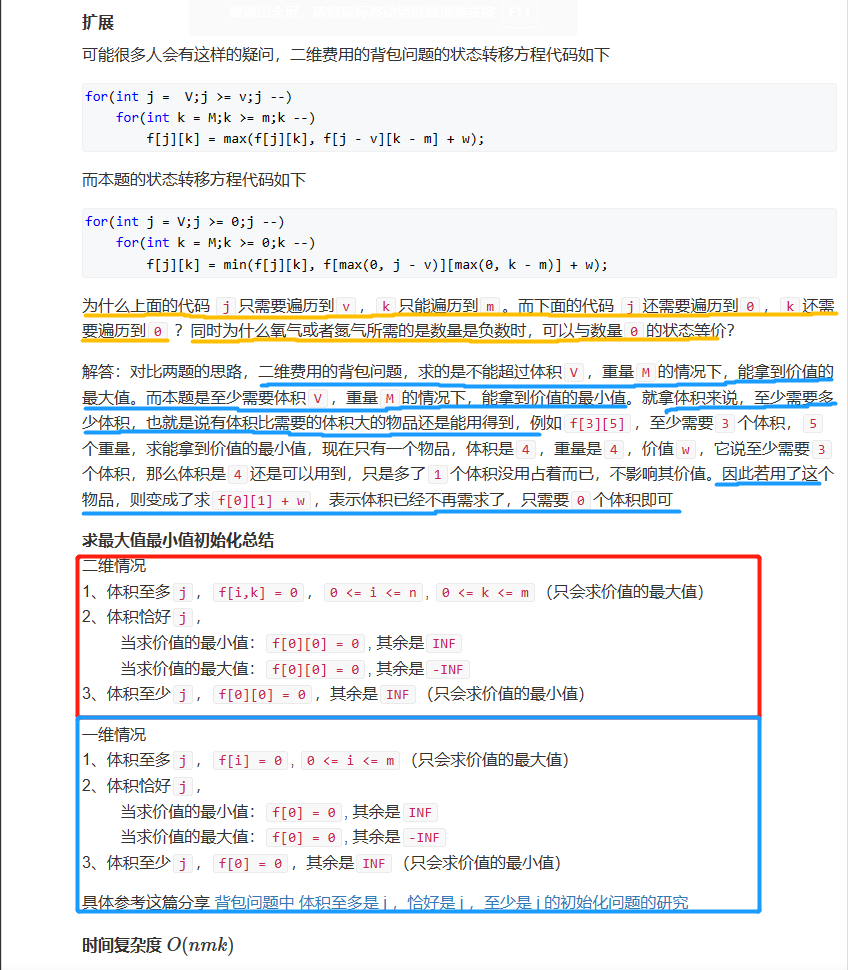 扩展
可能很多人会有这样的疑问，二维费用的背包问题的状态转移方程代码如下
for(int j =  V;j >= v;j --)
    for(int k = M;k >= m;k --)
        f[j][k] = max(f[j][k], f[j - v][k - m] + w);
而本题的状态转移方程代码如下
for(int j = V;j >= 0;j --)
    for(int k = M;k >= 0;k --)
        f[j][k] = min(f[j][k], f[max(0, j - v)][max(0, k - m)] + w);
为什么上面的代码 j 只需要遍历到 v ，k 只能遍历到 m 。而下面的代码 j 还需要遍历到 0 ，k 还需
要遍历到 0 ？同时为什么氧气或者氮气所需的是数量是负数时，可以与数量 0 的状态等价？
解答：对比两题的思路，二维费用的背包问题，求的是不能超过体积 V ，重量 M 的情况下，能拿到价值的
最大值。而本题是至少需要体积 V ，重量 M 的情况下，能拿到价值的最小值。就拿体积来说，至少需要多
少体积，也就是说有体积比需要的体积大的物品还是能用得到，例如 f[3][5] ，至少需要 3 个体积，5
个重量，求能拿到价值的最小值，现在只有一个物品，体积是 4 ，重量是 4 ，价值 w ，它说至少需要 3
个体积，那么体积是 4 还是可以用到，只是多了 1 个体积没用占着而已，不影响其价值。因此若用了这个
物品，则变成了求 f[0][1] + w ，表示体积已经不再需求了，只需要 0 个体积即可
求最大值最小值初始化总结
二维情况
1、体积至多 j ，f[i,k] = 0 ，0 <= i <= n , 0 <= k <= m （只会求价值的最大值）
2、体积恰好 j ，
当求价值的最小值：f[0][0] = 0 , 其余是 INF
当求价值的最大值：f[0][0] = 0 , 其余是 -INF
3、体积至少 j ，f[0][0] = 0 ，其余是 INF （只会求价值的最小值）
一维情况
1、体积至多 j ，f[i] = 0 , 0 <= i <= m （只会求价值的最大值）
2、体积恰好 j ，
当求价值的最小值：f[0] = 0 , 其余是 INF
当求价值的最大值：f[0] = 0 , 其余是 -INF
3、体积至少 j ，f[0] = 0 ，其余是 INF （只会求价值的最小值）
具体参考这篇分享 背包问题中 体积至多是 j ，恰好是 j ，至少是 j 的初始化问题的研究
时间复杂度 O(nmk)